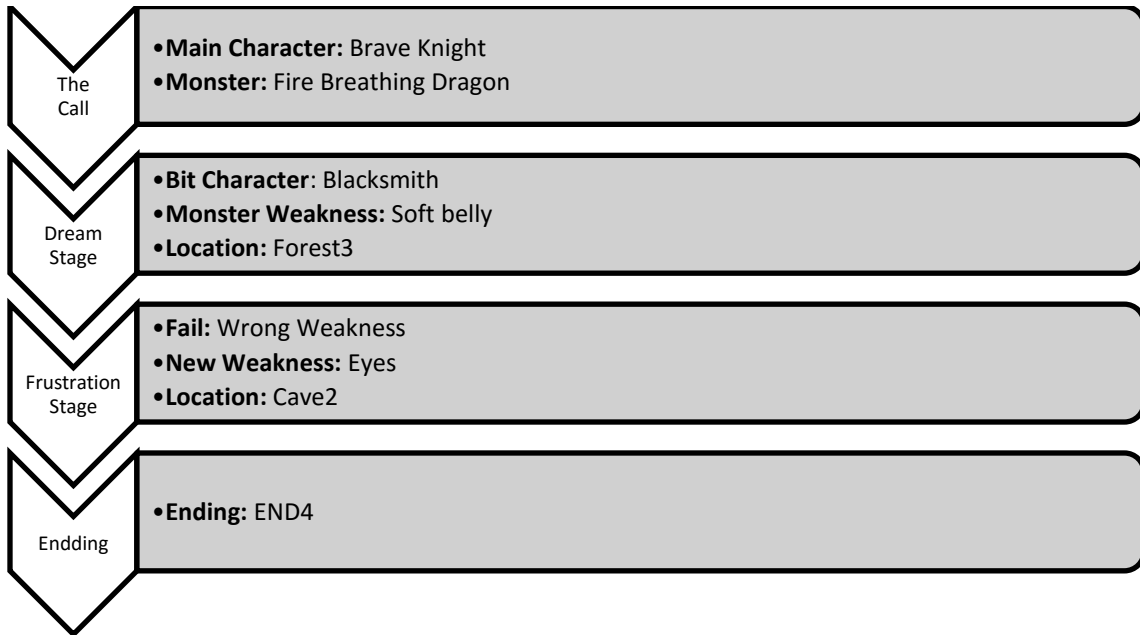 The
Call
•Main Character: Brave Knight
•Monster: Fire Breathing Dragon
Dream
Stage
•Bit Character: Blacksmith
•Monster Weakness: Soft belly
•Location: Forest3
Frustration
Stage
•Fail: Wrong Weakness
•New Weakness: Eyes
•Location: Cave2
Endding
•Ending: END4